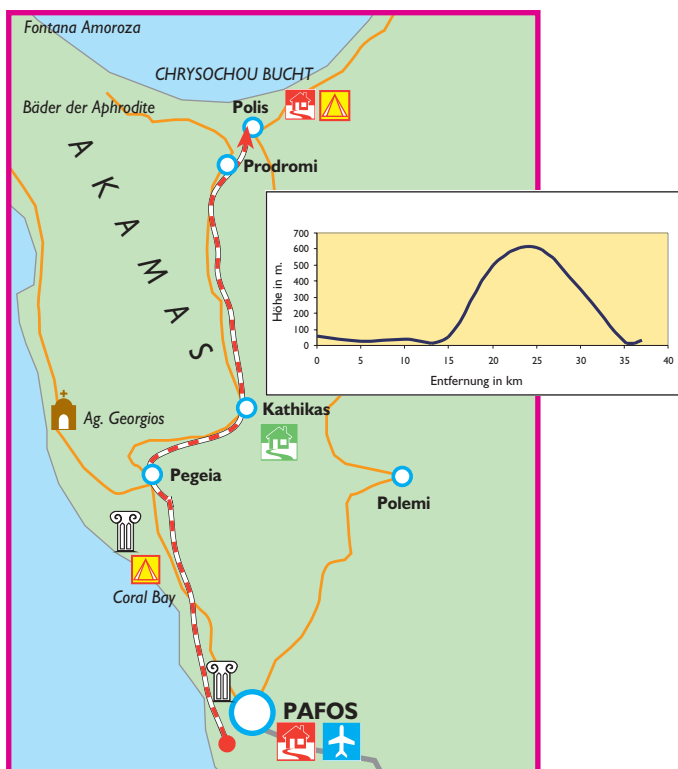 Fontana Amoroza
CHRYSOCHOU BUCHT
Bäder der Aphrodite
Polis
Prodromi
AKAMAS
Höhe in m.
700
600
500
400
300
200
100
0
0 5 10 15 20 25 30 35 40
Entfernung in km
Kathikas
Ag. Georgios
Pegeia
Polemi
Coral Bay
PAFOS